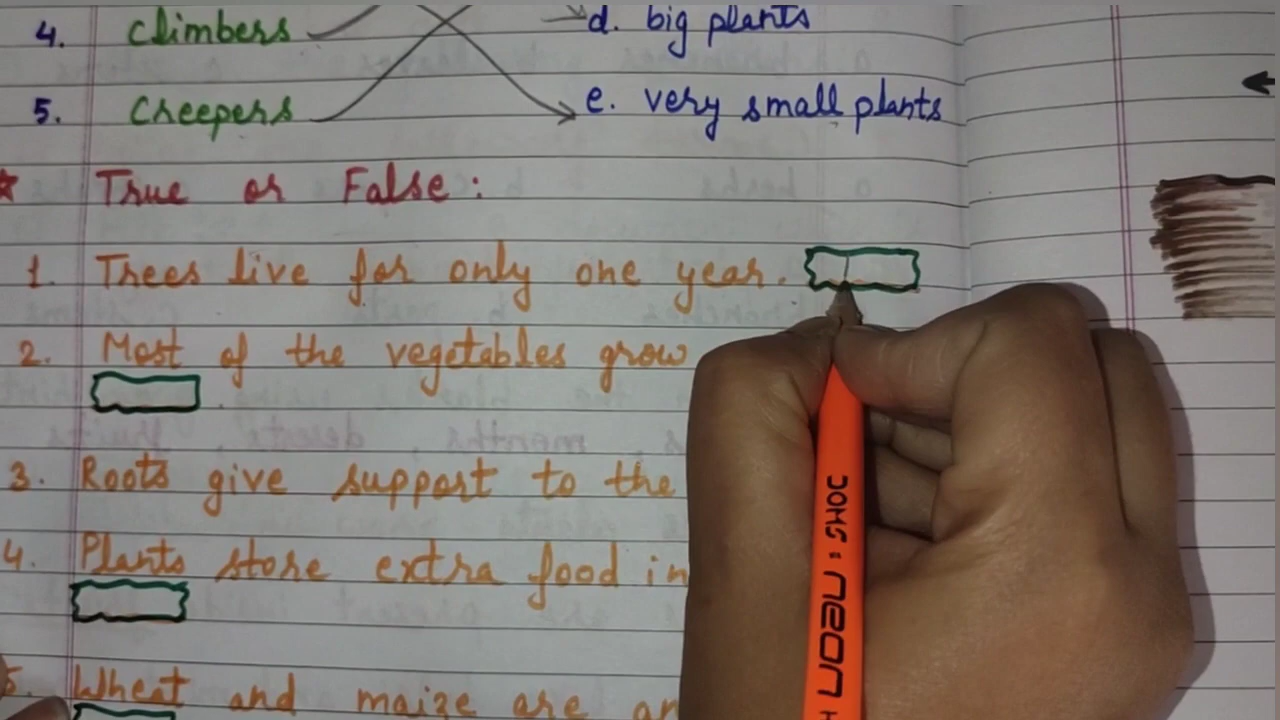 4. Climbers d. big plants
5. Creepers e. very small plants
True or False:
1. Trees live for only one year.
2. Most of the vegetables grow
3. Roots give support to the
4. Plants store extra food in
5. Wheat and maize are
DOMS : neon